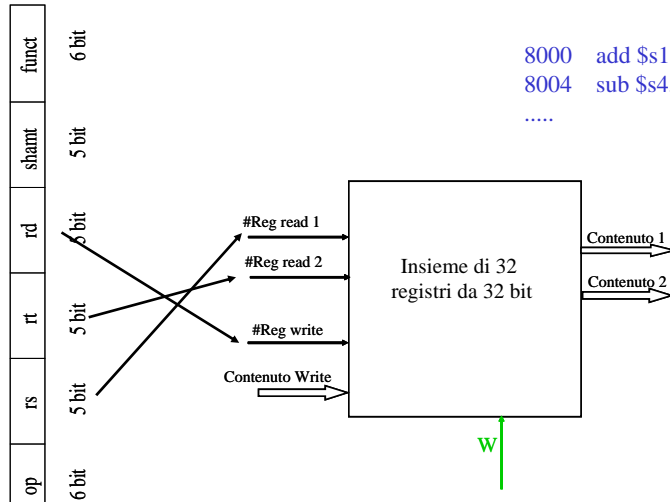 funct 6 bit
shamt 5 bit
rd 5 bit
rt 5 bit
rs 5 bit
op 6 bit
8000 add $s1
8004 sub $s4
.....
#Reg read 1
#Reg read 2
#Reg write
Contenuto Write
Insieme di 32
registri da 32 bit
Contenuto 1
Contenuto 2
W